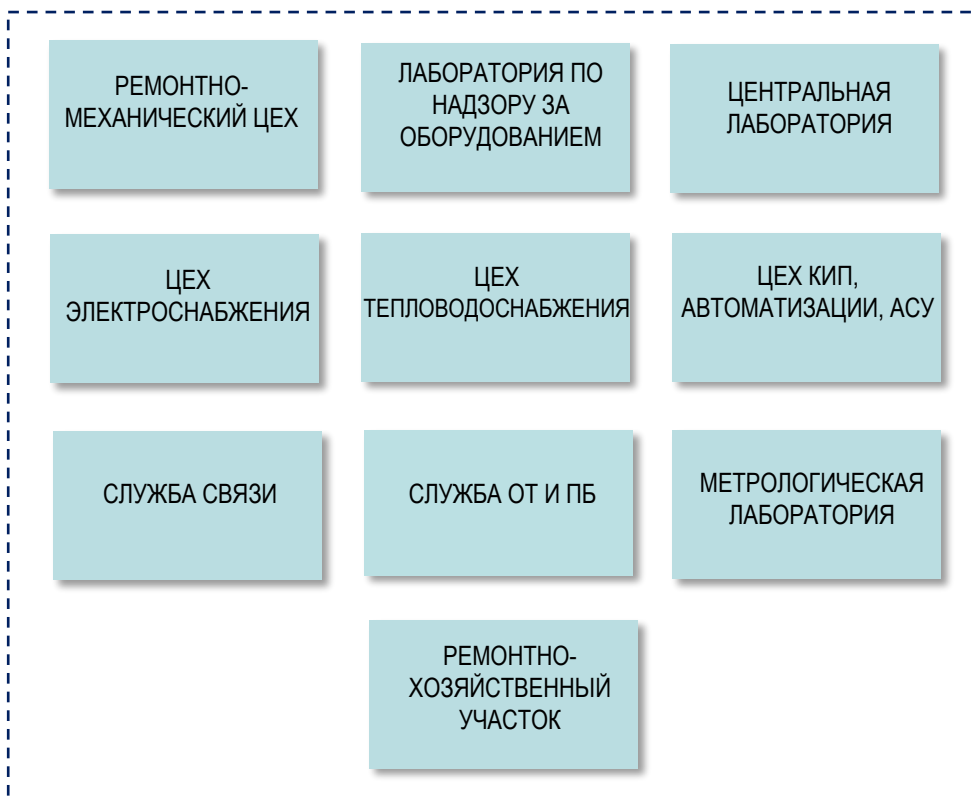 РЕМОНТНО-
МЕХАНИЧЕСКИЙ ЦЕХ
ЛАБОРАТОРИЯ ПО
НАДЗОРУ ЗА
ОБОРУДОВАНИЕМ
ЦЕНТРАЛЬНАЯ
ЛАБОРАТОРИЯ
ЦЕХ
ЭЛЕКТРОСНАБЖЕНИЯ
ЦЕХ
ТЕПЛОВОДОСНАБЖЕНИЯ
ЦЕХ КИП,
АВТОМАТИЗАЦИИ, АСУ
СЛУЖБА СВЯЗИ
СЛУЖБА ОТ И ПБ
МЕТРОЛОГИЧЕСКАЯ
ЛАБОРАТОРИЯ
РЕМОНТНО-
ХОЗЯЙСТВЕННЫЙ
УЧАСТОК